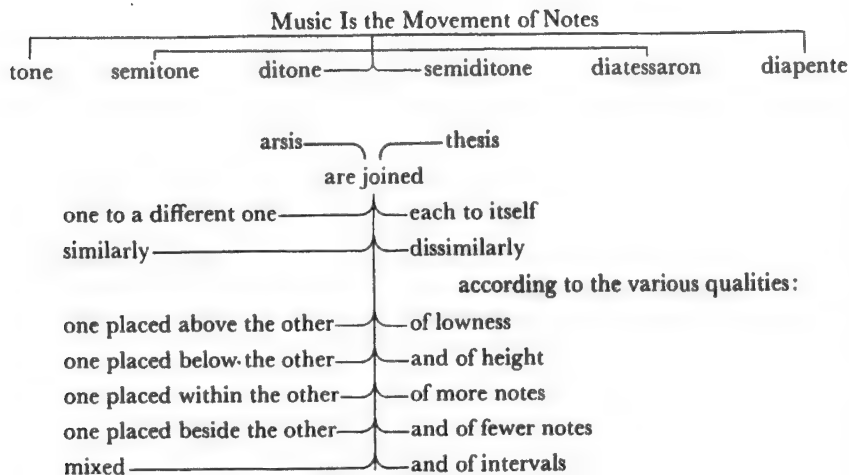 Music Is the Movement of Notes
tone semitone ditone semiditone diatessaron diapente
arsis thesis
are joined
one to a different one each to itself
similarly dissimilarly
according to the various qualities:
one placed above the other of lowness
one placed below the other and of height
one placed within the other of more notes
one placed beside the other and of fewer notes
mixed and of intervals